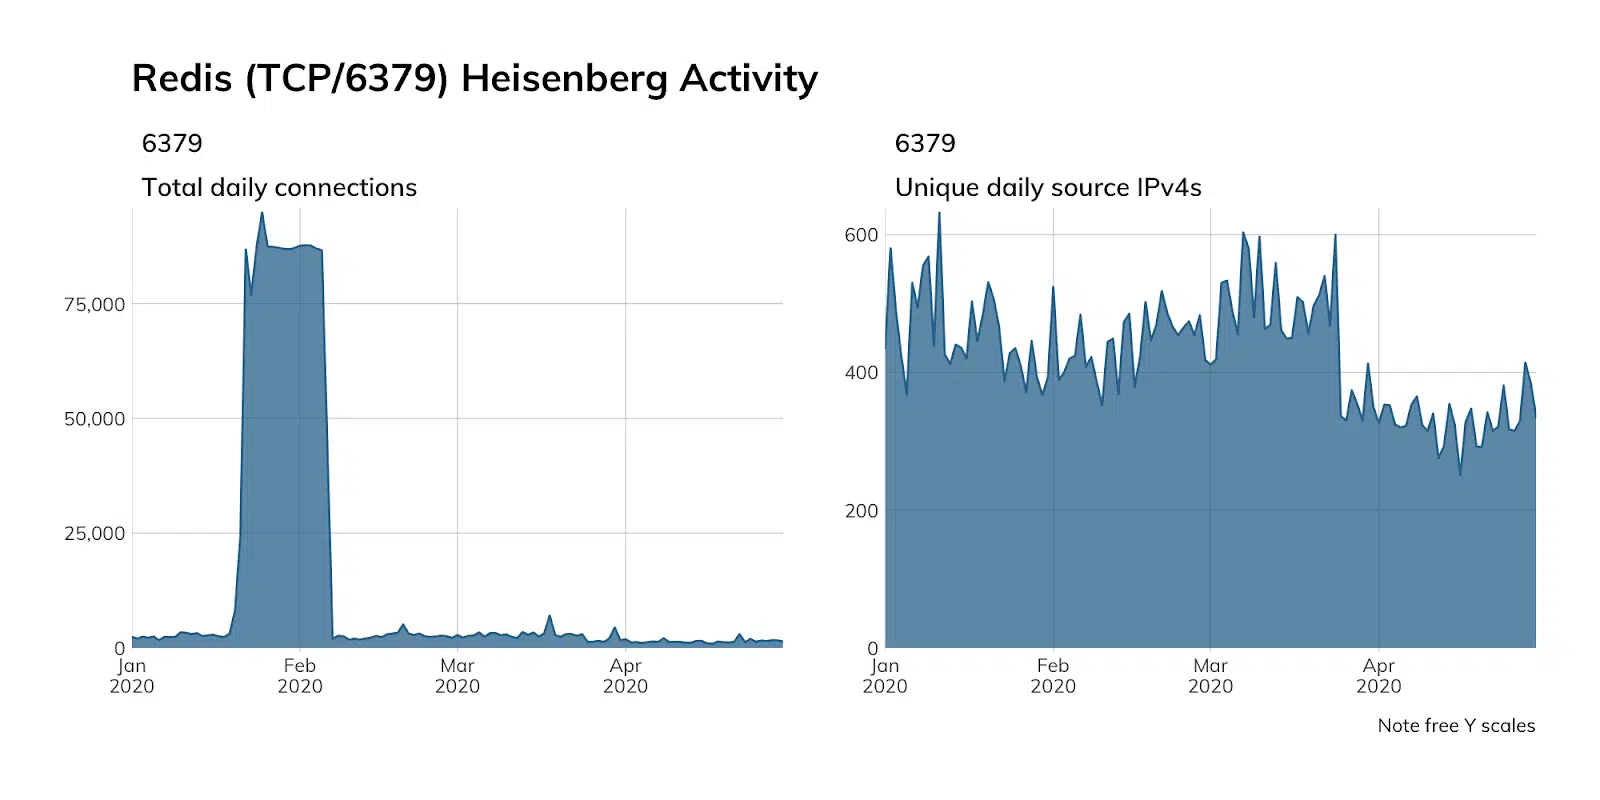 Redis (TCP/6379) Heisenberg Activity
6379
Total daily connections
75,000
50,000
25,000
0
Jan
2020
Feb
2020
Mar
2020
Apr
2020
6379
Unique daily source IPv4s
600
400
200
0
Jan
2020
Feb
2020
Mar
2020
Apr
2020
Note free Y scales